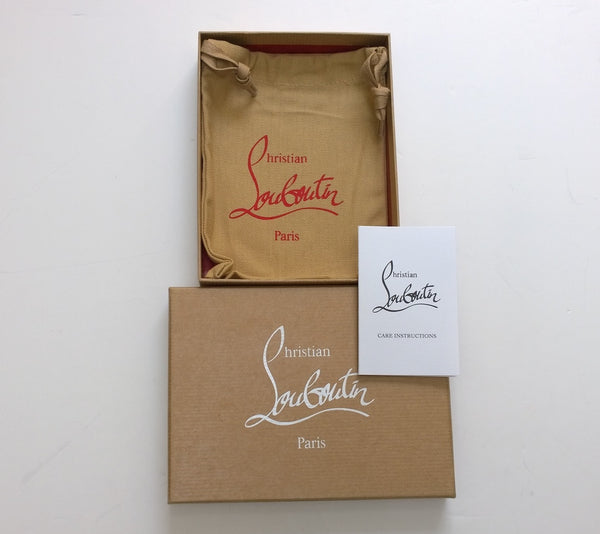 Christian
Louboutin
Paris
Christian
Louboutin
CARE INSTRUCTIONS
Christian
Louboutin
Paris